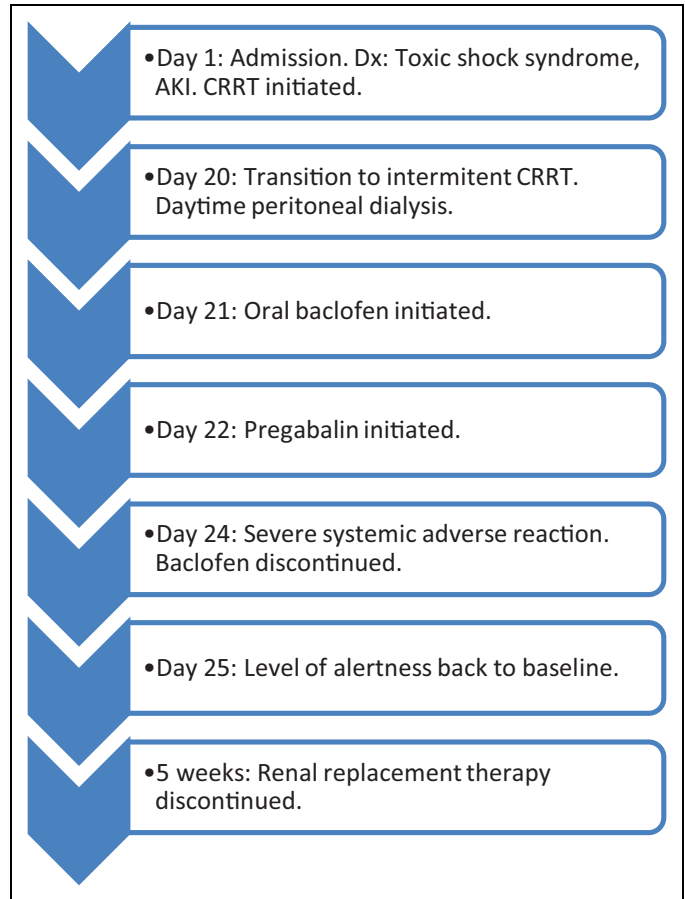 •Day 1: Admission. Dx: Toxic shock syndrome,
AKI. CRRT initiated.
•Day 20: Transition to intermitent CRRT.
Daytime peritoneal dialysis.
•Day 21: Oral baclofen initiated.
•Day 22: Pregabalin initiated.
•Day 24: Severe systemic adverse reaction.
Baclofen discontinued.
•Day 25: Level of alertness back to baseline.
•5 weeks: Renal replacement therapy
discontinued.